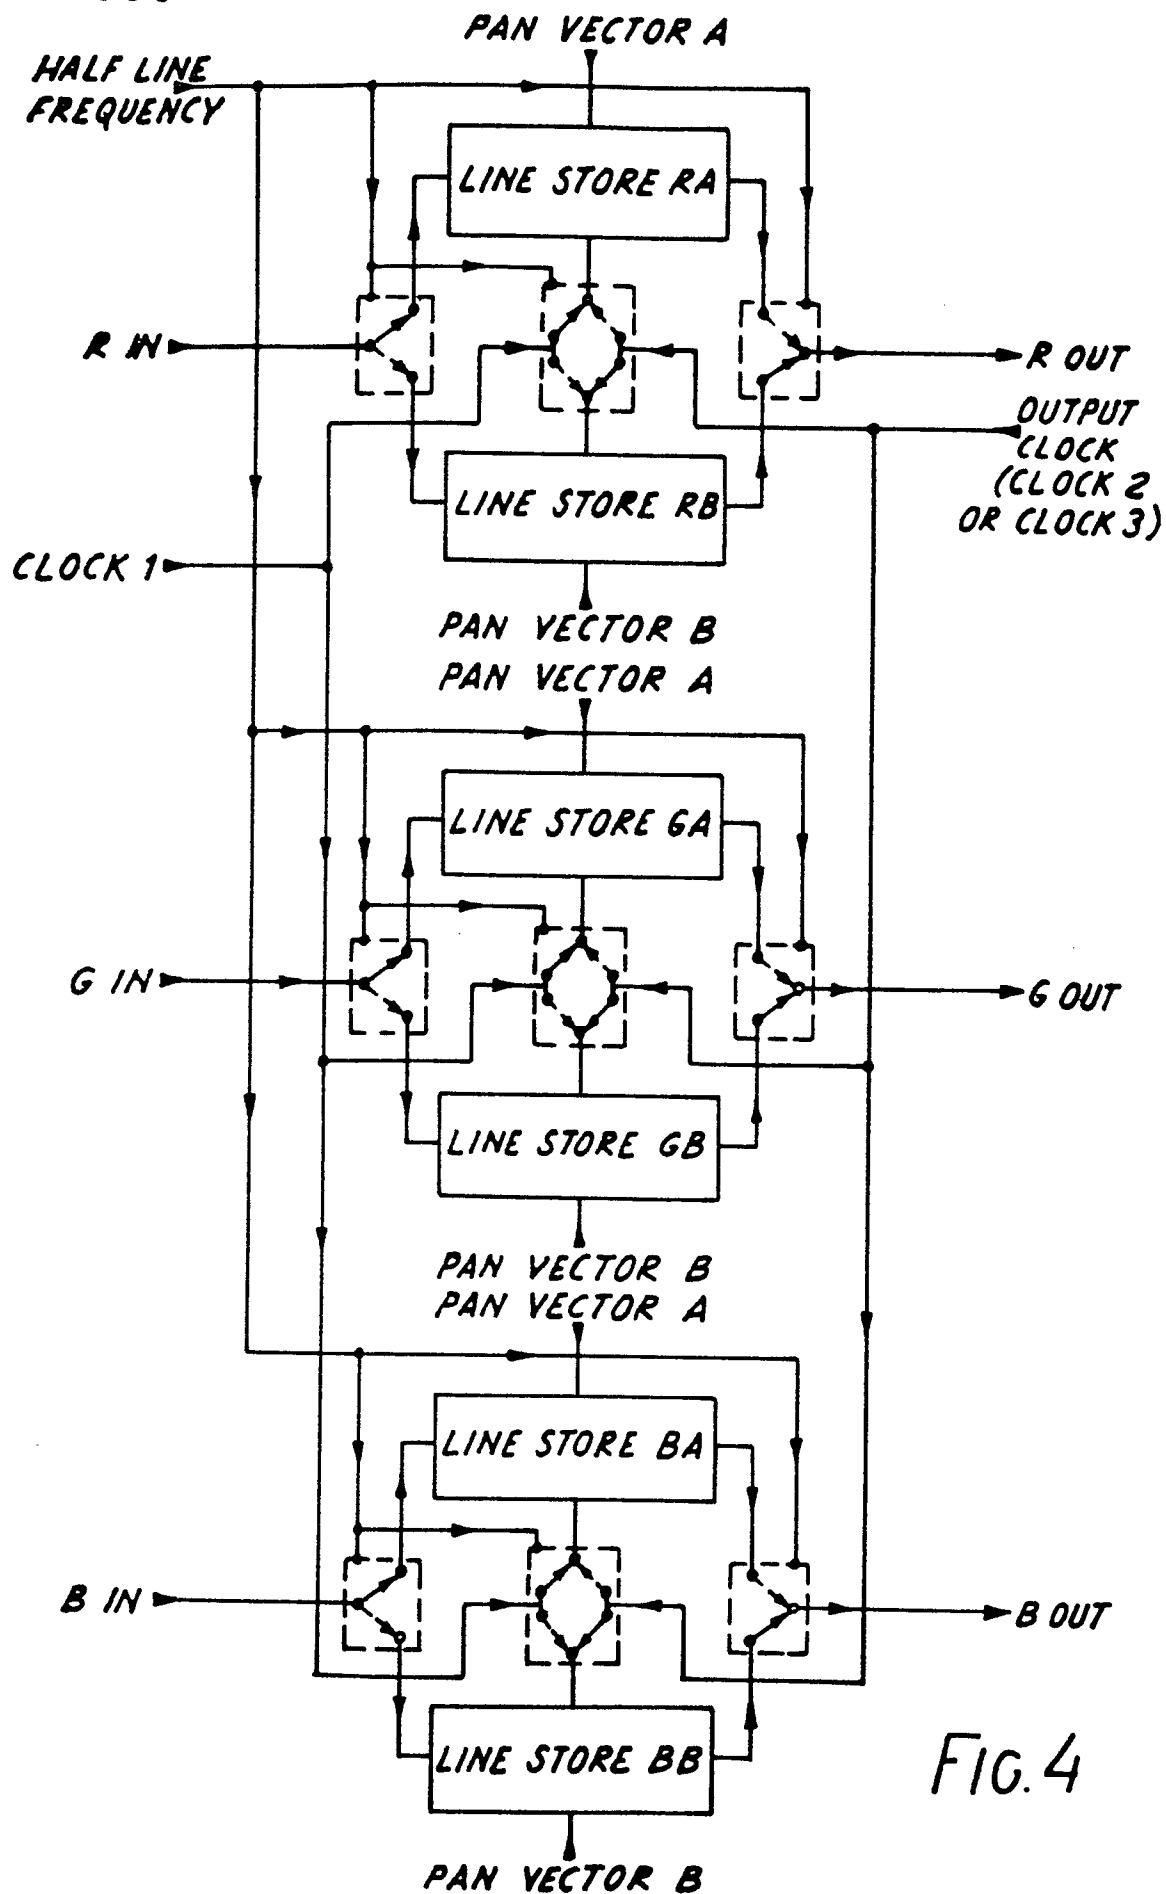 PAN VECTOR A
HALF LINE
FREQUENCY
LINE STORE RA
R IN
R OUT
OUTPUT
CLOCK
(CLOCK 2
OR CLOCK 3)
LINE STORE RB
CLOCK 1
PAN VECTOR B
PAN VECTOR A
LINE STORE GA
G IN
G OUT
LINE STORE GB
PAN VECTOR B
PAN VECTOR A
LINE STORE BA
B IN
B OUT
LINE STORE BB
FIG. 4
PAN VECTOR B